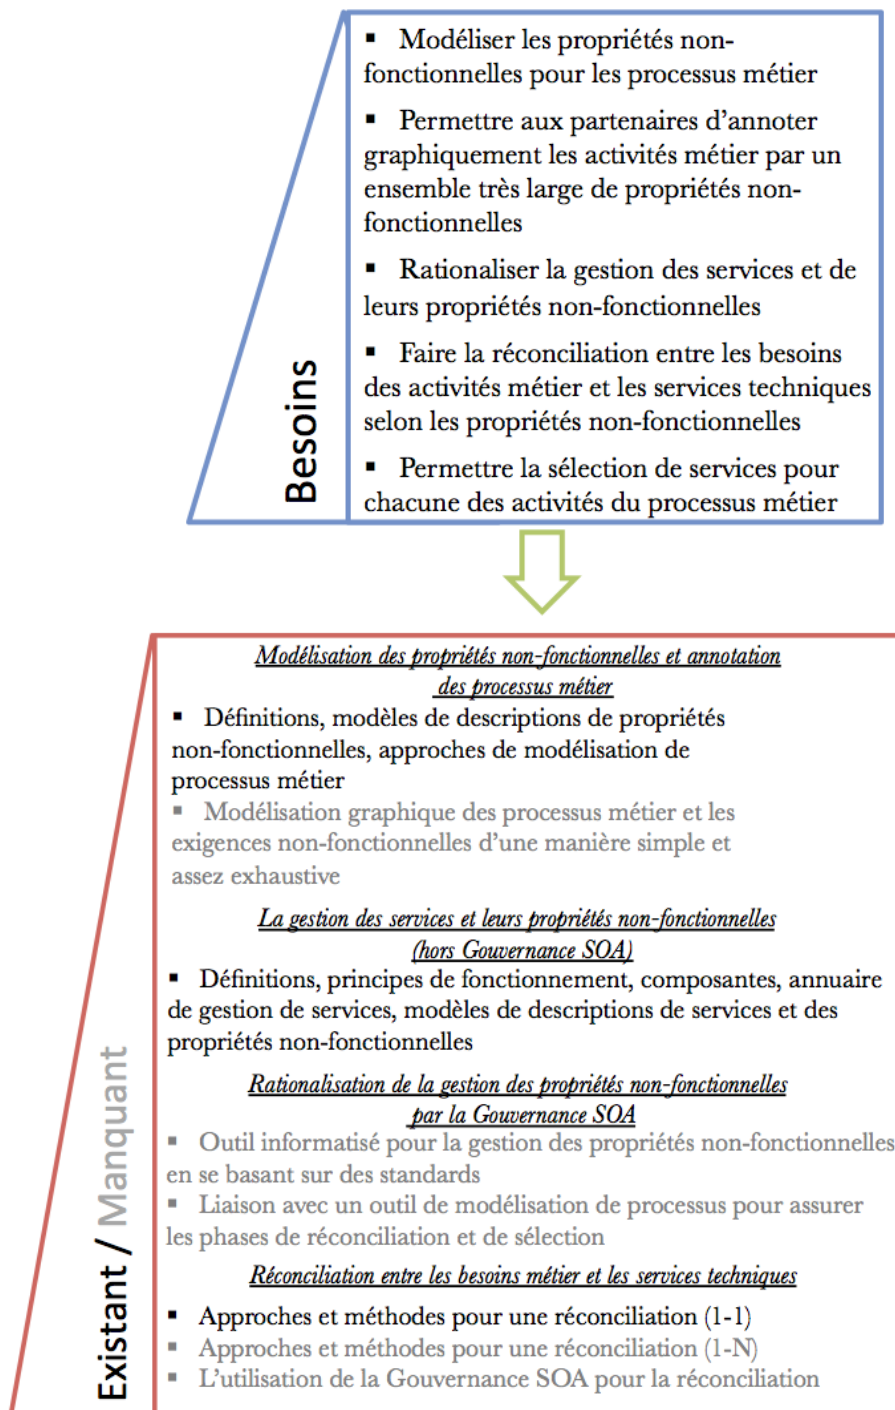 ▪ Modéliser les propriétés non-
fonctionnelles pour les processus métier
▪ Permettre aux partenaires d’annoter
graphiquement les activités métier par un
ensemble très large de propriétés non-
fonctionnelles
▪ Rationaliser la gestion des services et de
leurs propriétés non-fonctionnelles
▪ Faire la réconciliation entre les besoins
des activités métier et les services techniques
selon les propriétés non-fonctionnelles
▪ Permettre la sélection de services pour
chacune des activités du processus métier
Besoins
Modélisation des propriétés non-fonctionnelles et annotation
des processus métier
▪ Définitions, modèles de descriptions de propriétés
non-fonctionnelles, approches de modélisation de
processus métier
▪ Modélisation graphique des processus métier et les
exigences non-fonctionnelles d’une manière simple et
assez exhaustive
La gestion des services et leurs propriétés non-fonctionnelles
(hors Gouvernance SOA)
▪ Définitions, principes de fonctionnement, composantes, annuaire
de gestion de services, modèles de descriptions de services et des
propriétés non-fonctionnelles
Rationalisation de la gestion des propriétés non-fonctionnelles
par la Gouvernance SOA
▪ Outil informatisé pour la gestion des propriétés non-fonctionnelles
en se basant sur des standards
▪ Liaison avec un outil de modélisation de processus pour assurer
les phases de réconciliation et de sélection
Réconciliation entre les besoins métier et les services techniques
▪ Approches et méthodes pour une réconciliation (1-1)
▪ Approches et méthodes pour une réconciliation (1-N)
▪ L’utilisation de la Gouvernance SOA pour la réconciliation
Existant / Manquant